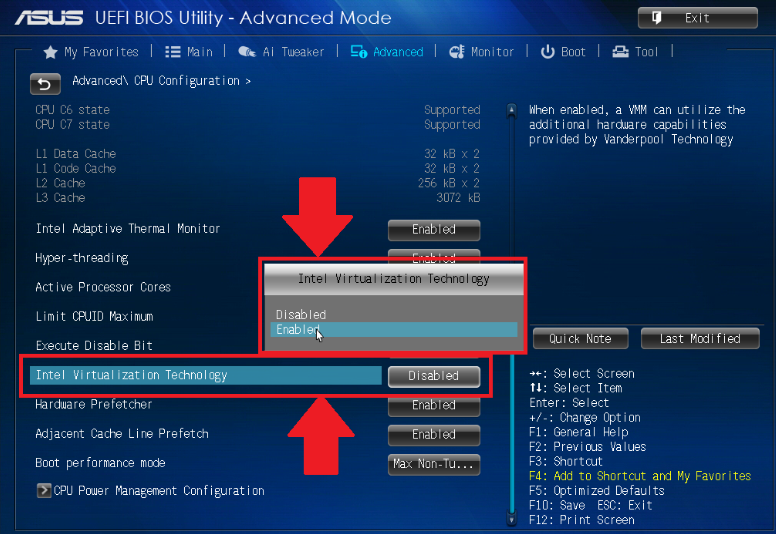 ASUS UEFI BIOS Utility - Advanced Mode
Exit
My Favorites
Main
Ai Tweaker
Advanced
Monitor
Boot
Tool
Advanced\ CPU Configuration >
CPU C6 state Supported
CPU C7 state Supported
L1 Data Cache 32 kB x 2
L1 Code Cache 32 kB x 2
L2 Cache 256 kB x 2
L3 Cache 3072 kB
Intel Adaptive Thermal Monitor Enabled
Hyper-threading Enabled
Active Processor Cores
Limit CPUID Maximum
Execute Disable Bit
Intel Virtualization Technology Disabled
Hardware Prefetcher Enabled
Adjacent Cache Line Prefetch Enabled
Boot performance mode Max Non-Tu...
CPU Power Management Configuration
Intel Virtualization Technology
Disabled
Enabled
When enabled, a VMM can utilize the
additional hardware capabilities
provided by Vanderpool Technology
Quick Note
Last Modified
→←: Select Screen
↑↓: Select Item
Enter: Select
+/-: Change Option
F1: General Help
F2: Previous Values
F3: Shortcut
F4: Add to Shortcut and My Favorites
F5: Optimized Defaults
F10: Save ESC: Exit
F12: Print Screen